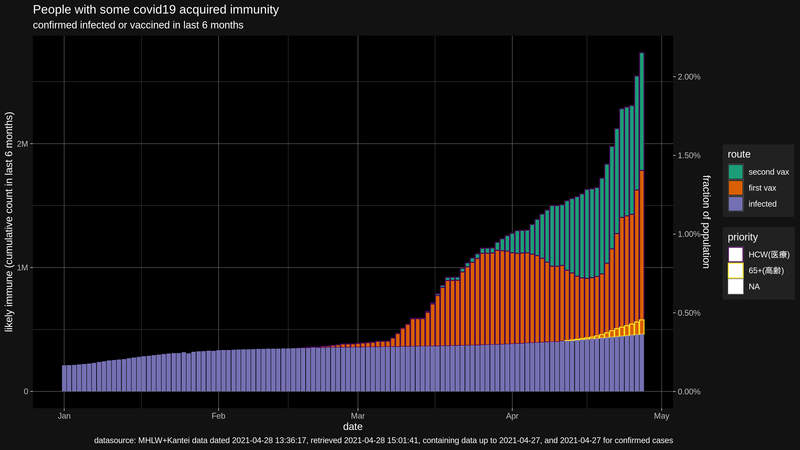 People with some covid19 acquired immunity
confirmed infected or vaccined in last 6 months
likely immune (cumulative count in last 6 months)
2M
1M
0
2.00%
1.50%
1.00%
0.50%
0.00%
fraction of population
Jan
Feb
Mar
Apr
May
date
route
second vax
first vax
infected
priority
HCW(医療)
65+(高齢)
NA
datasource: MHLW+Kantei data dated 2021-04-28 13:36:17, retrieved 2021-04-28 15:01:41, containing data up to 2021-04-27, and 2021-04-27 for confirmed cases